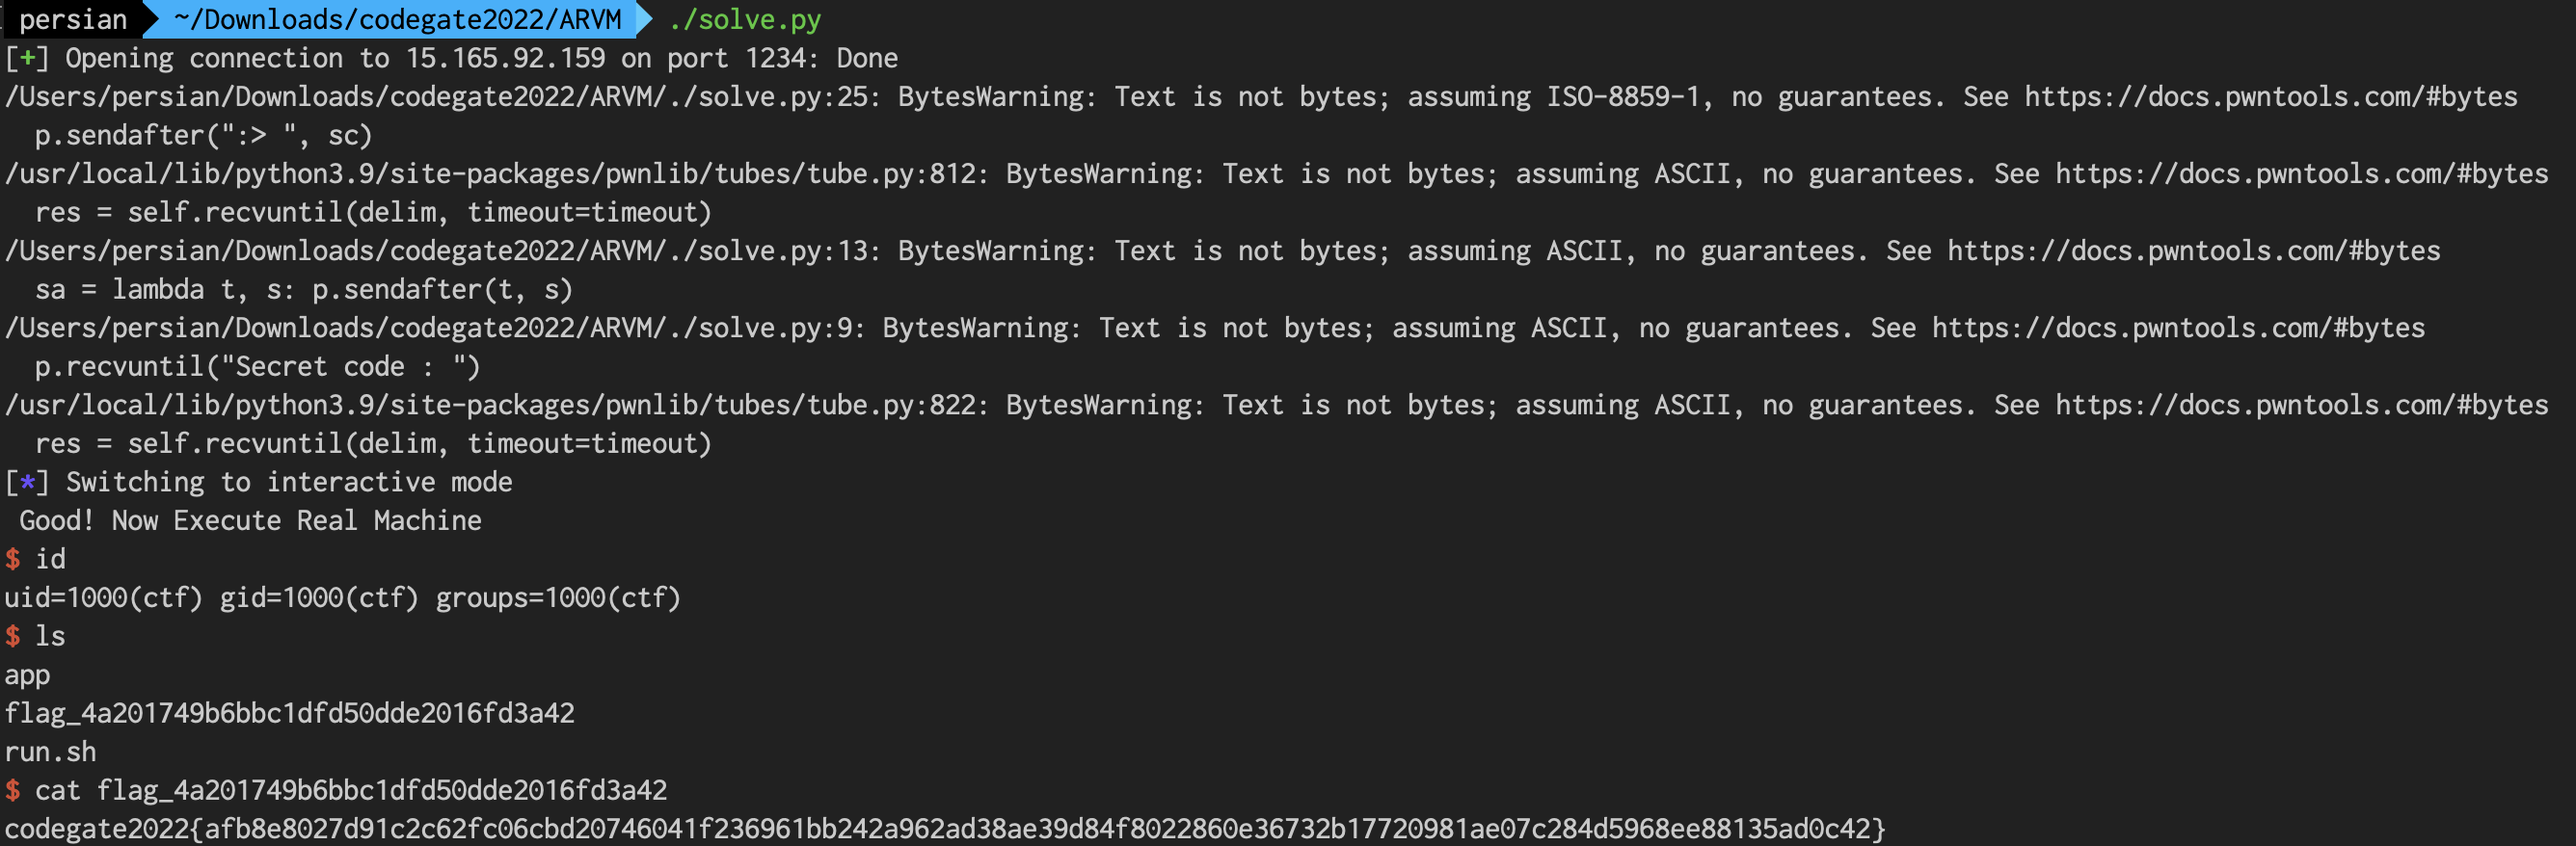 persian ~/Downloads/codegate2022/ARVM ./solve.py
[+] Opening connection to 15.165.92.159 on port 1234: Done
/Users/persian/Downloads/codegate2022/ARVM/./solve.py:25: BytesWarning: Text is not bytes; assuming ISO-8859-1, no guarantees. See https://docs.pwntools.com/#bytes
  p.sendafter(":> ", sc)
/usr/local/lib/python3.9/site-packages/pwnlib/tubes/tube.py:812: BytesWarning: Text is not bytes; assuming ASCII, no guarantees. See https://docs.pwntools.com/#bytes
  res = self.recvuntil(delim, timeout=timeout)
/Users/persian/Downloads/codegate2022/ARVM/./solve.py:13: BytesWarning: Text is not bytes; assuming ASCII, no guarantees. See https://docs.pwntools.com/#bytes
  sa = lambda t, s: p.sendafter(t, s)
/Users/persian/Downloads/codegate2022/ARVM/./solve.py:9: BytesWarning: Text is not bytes; assuming ASCII, no guarantees. See https://docs.pwntools.com/#bytes
  p.recvuntil("Secret code : ")
/usr/local/lib/python3.9/site-packages/pwnlib/tubes/tube.py:822: BytesWarning: Text is not bytes; assuming ASCII, no guarantees. See https://docs.pwntools.com/#bytes
  res = self.recvuntil(delim, timeout=timeout)
[*] Switching to interactive mode
 Good! Now Execute Real Machine
$ id
uid=1000(ctf) gid=1000(ctf) groups=1000(ctf)
$ ls
app
flag_4a201749b6bbc1dfd50dde2016fd3a42
run.sh
$ cat flag_4a201749b6bbc1dfd50dde2016fd3a42
codegate2022{afb8e8027d91c2c62fc06cbd20746041f236961bb242a962ad38ae39d84f8022860e36732b17720981ae07c284d5968ee88135ad0c42}